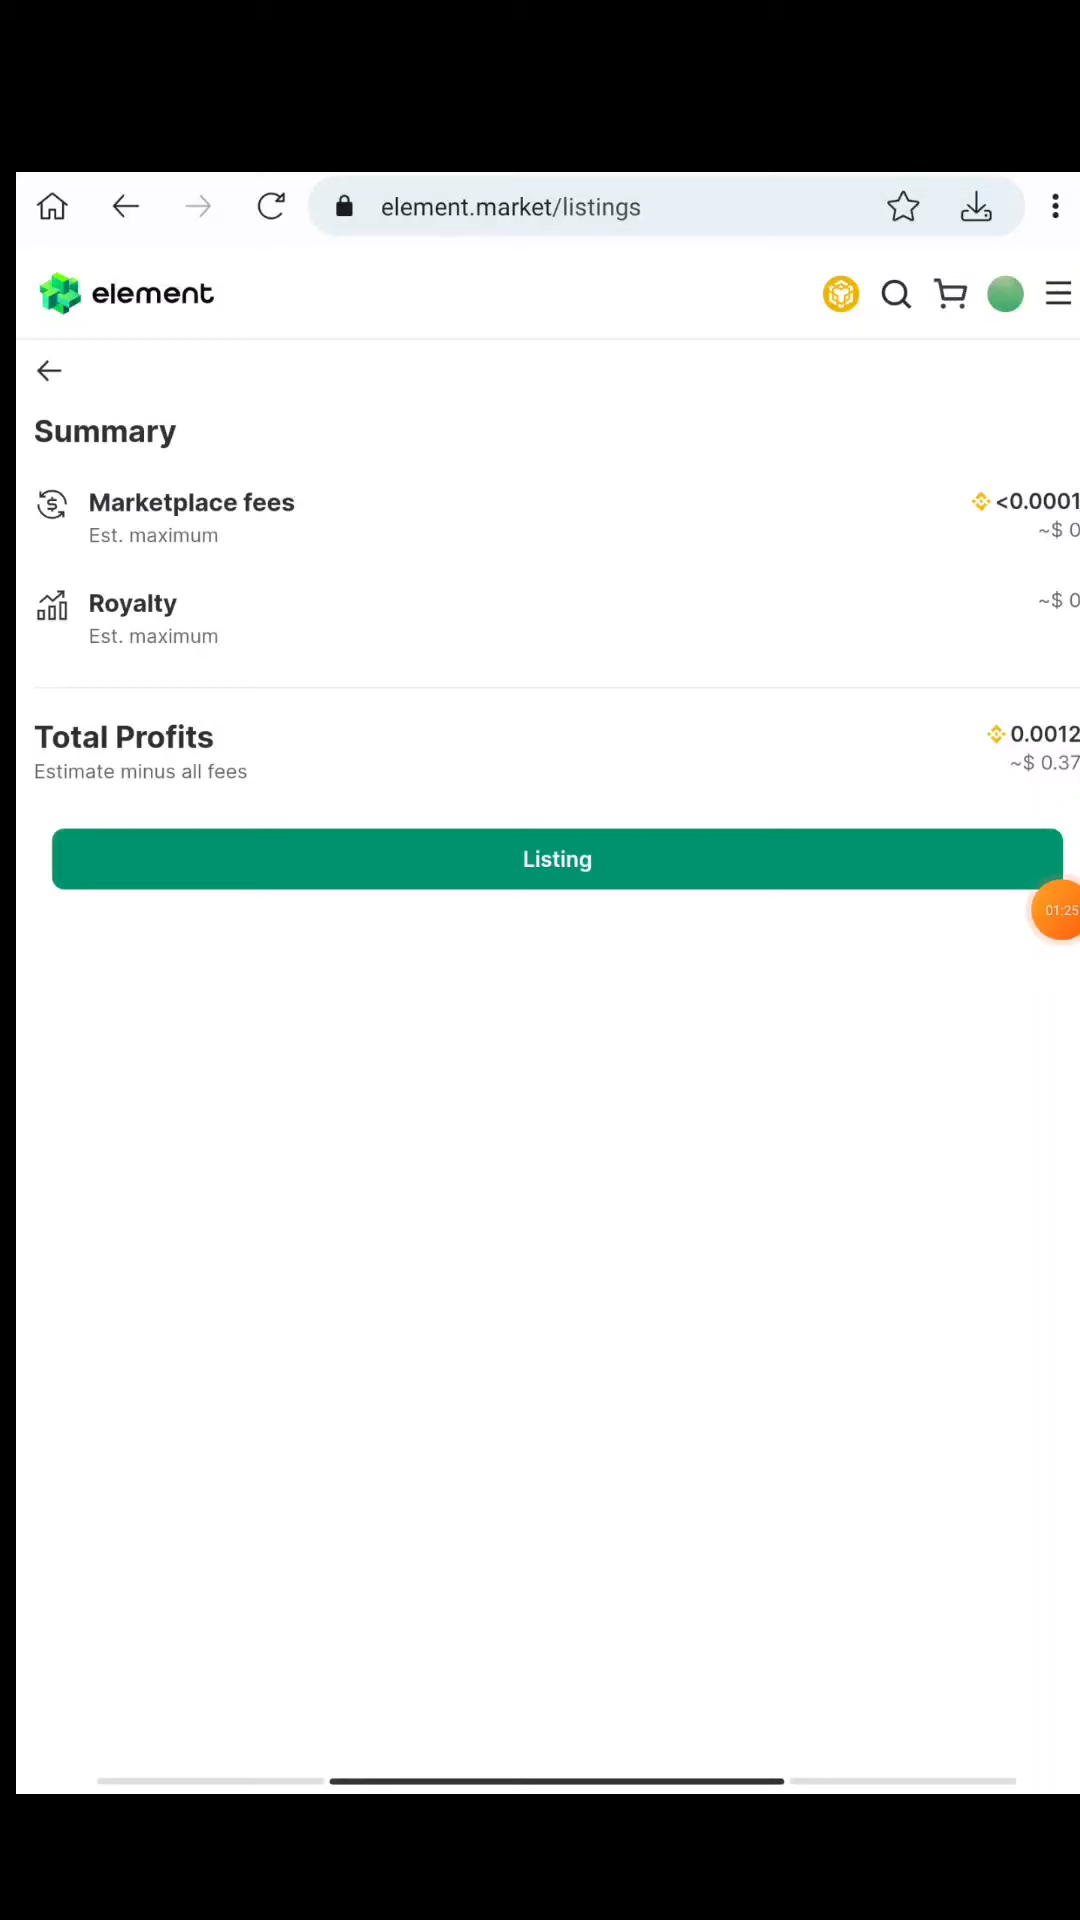 element.market/listings
element
Summary
Marketplace fees
<0.0001
Est. maximum
~$ 0
Royalty
~$ 0
Est. maximum
Total Profits
0.0012
Estimate minus all fees
~$ 0.37
Listing
01:25